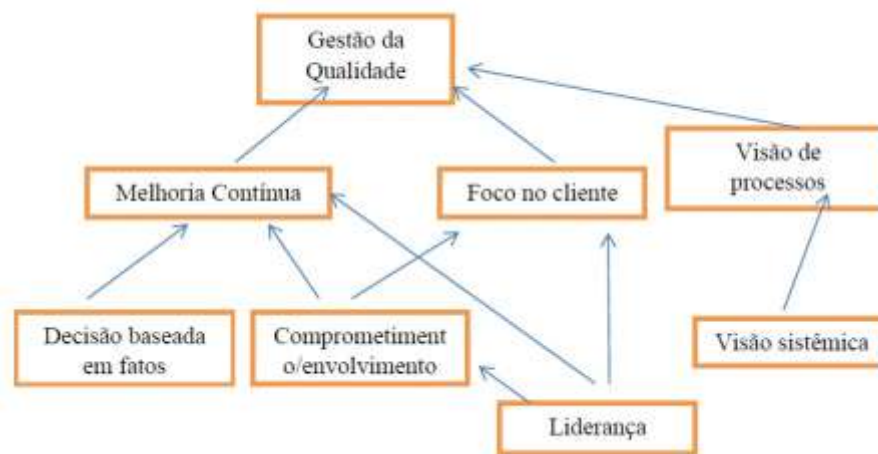 Gestão da
Qualidade
Melhoria Contínua
Foco no cliente
Visão de
processos
Decisão baseada
em fatos
Comprometiment
o/envolvimento
Visão sistêmica
Liderança